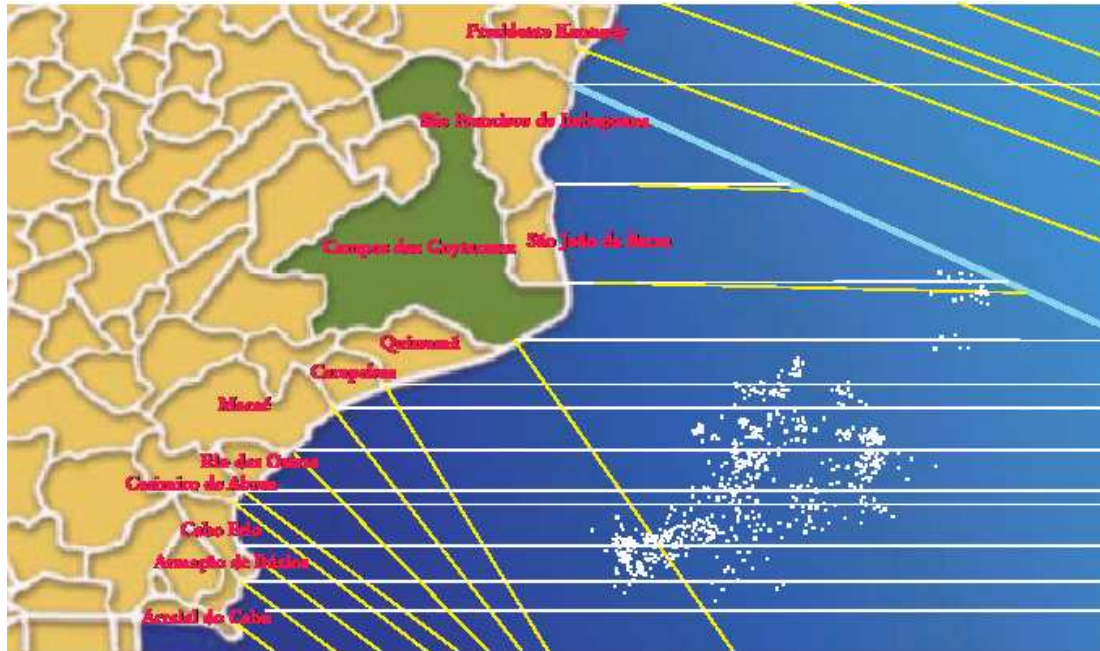 Presidente Kennedy
São Francisco de Itabapoana
Campos dos Goytacazes
São João da Barra
Quissamã
Carapebus
Macaé
Rio das Ostras
Casimiro de Abreu
Cabo Frio
Armação de Búzios
Arraial do Cabo